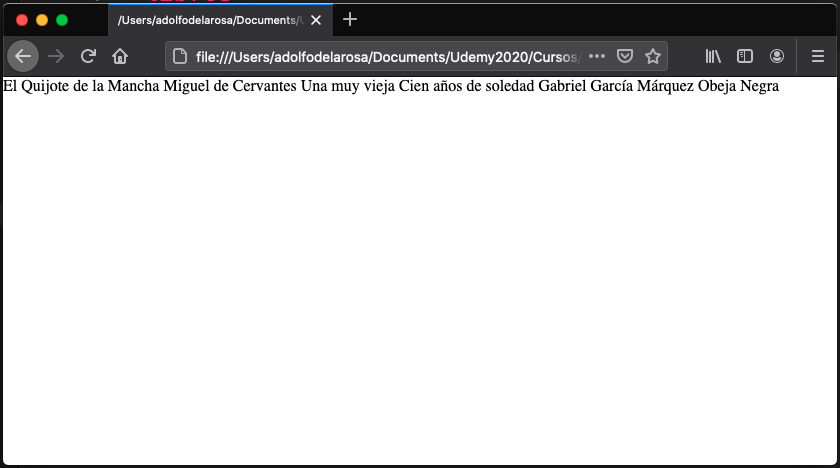 /Users/adolfodelarosa/Documents/
file:///Users/adolfodelarosa/Documents/Udemy2020/Cursos/
El Quijote de la Mancha Miguel de Cervantes Una muy vieja Cien años de soledad Gabriel García Márquez Obeja Negra